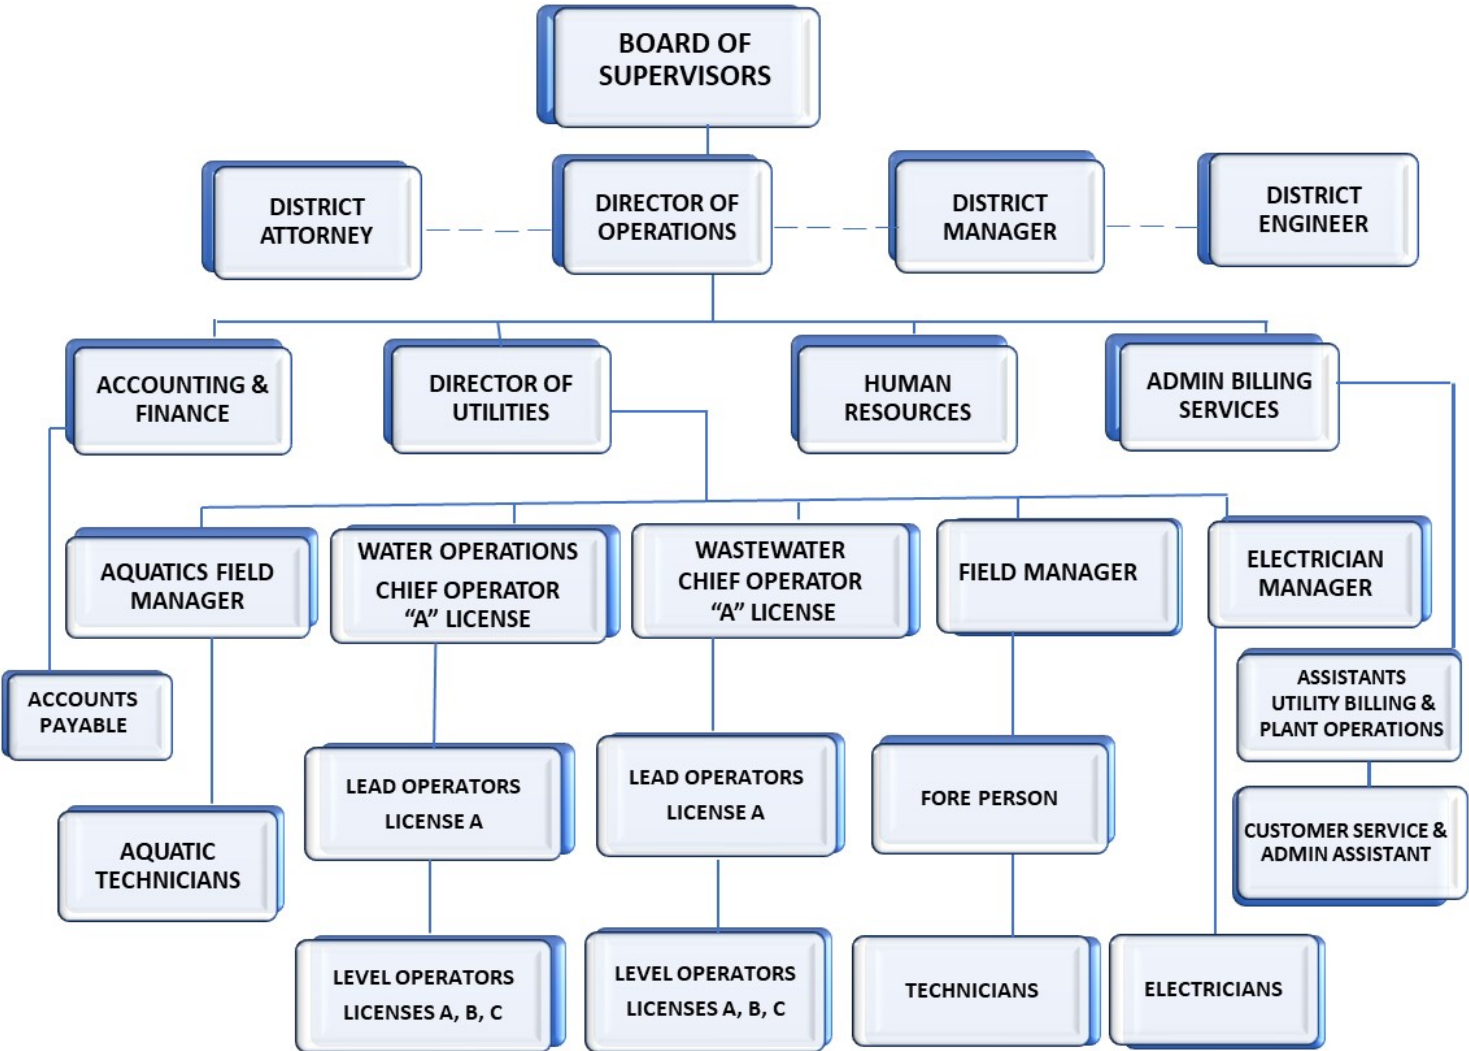 BOARD OF
SUPERVISORS
DISTRICT
ATTORNEY
DIRECTOR OF
OPERATIONS
DISTRICT
MANAGER
DISTRICT
ENGINEER
ACCOUNTING &
FINANCE
DIRECTOR OF
UTILITIES
HUMAN
RESOURCES
ADMIN BILLING
SERVICES
AQUATICS FIELD
MANAGER
WATER OPERATIONS
CHIEF OPERATOR
“A” LICENSE
WASTEWATER
CHIEF OPERATOR
“A” LICENSE
FIELD MANAGER
ELECTRICIAN
MANAGER
ACCOUNTS
PAYABLE
ASSISTANTS
UTILITY BILLING &
PLANT OPERATIONS
LEAD OPERATORS
LICENSE A
LEAD OPERATORS
LICENSE A
FORE PERSON
AQUATIC
TECHNICIANS
CUSTOMER SERVICE &
ADMIN ASSISTANT
LEVEL OPERATORS
LICENSES A, B, C
LEVEL OPERATORS
LICENSES A, B, C
TECHNICIANS
ELECTRICIANS